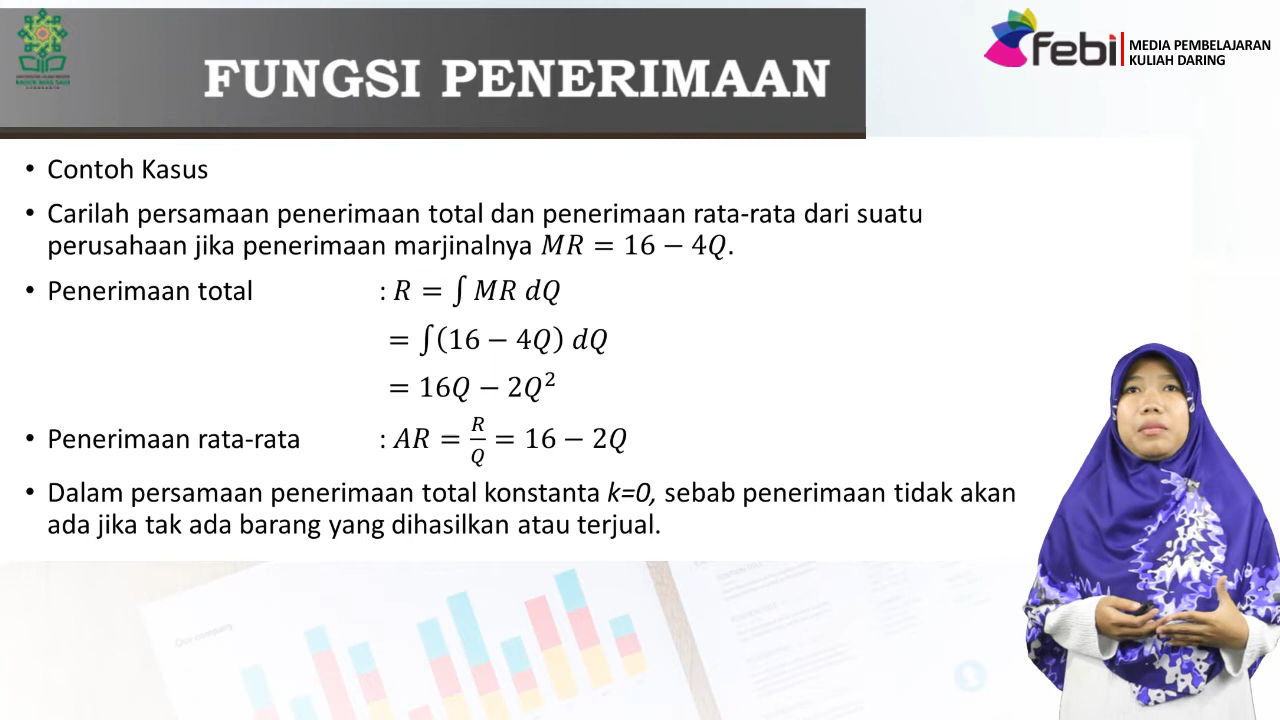 FUNGSI PENERIMAAN
febi
MEDIA PEMBELAJARAN
KULIAH DARING
• Contoh Kasus
• Carilah persamaan penerimaan total dan penerimaan rata-rata dari suatu
perusahaan jika penerimaan marjinalnya MR = 16 − 4Q.
• Penerimaan total : R = ∫ MR dQ
= ∫(16 − 4Q) dQ
= 16Q − 2Q²
• Penerimaan rata-rata : AR = R/Q = 16 − 2Q
• Dalam persamaan penerimaan total konstanta k=0, sebab penerimaan tidak akan
ada jika tak ada barang yang dihasilkan atau terjual.
Our company